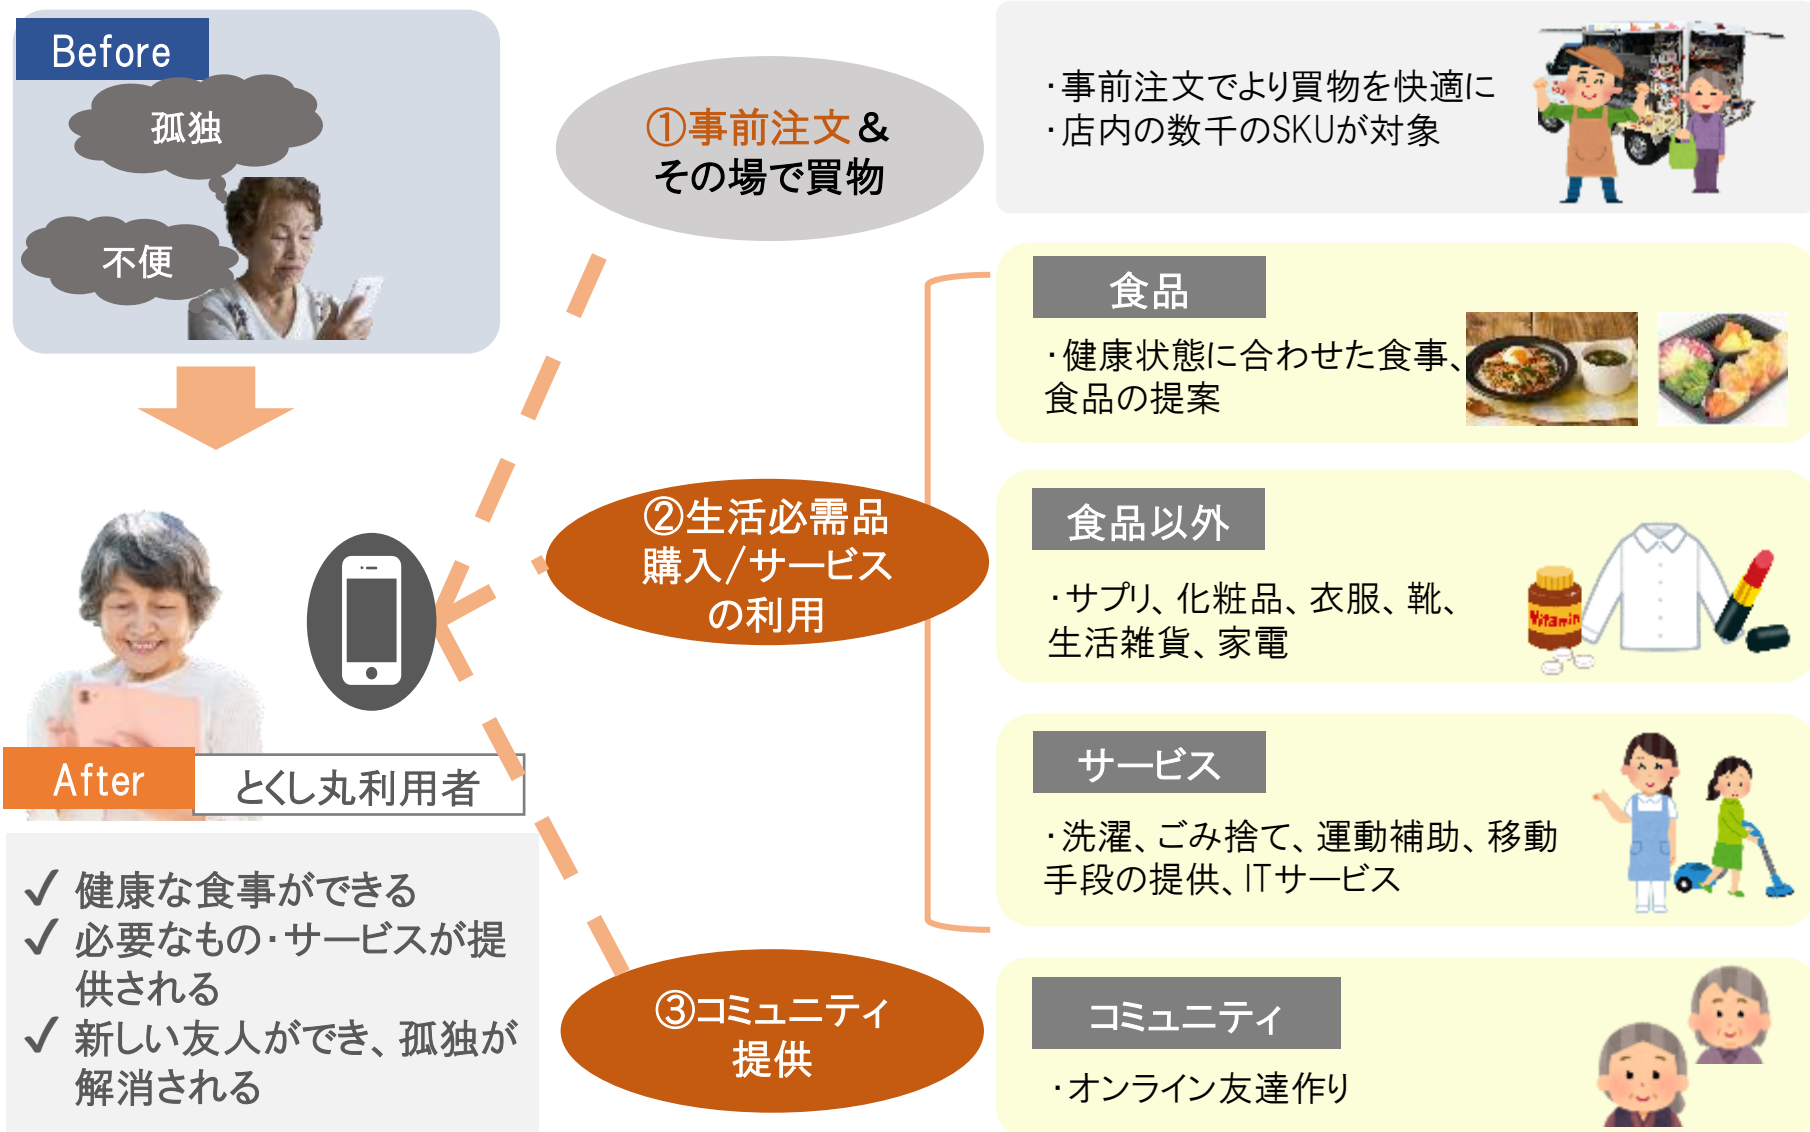 Before
孤独
不便
After
とくし丸利用者
✓ 健康な食事ができる
✓ 必要なもの・サービスが提
供される
✓ 新しい友人ができ、孤独が
解消される
①事前注文&
その場で買物
②生活必需品
購入/サービス
の利用
③コミュニティ
提供
・事前注文でより買物を快適に
・店内の数千のSKUが対象
食品
・健康状態に合わせた食事、
食品の提案
食品以外
・サプリ、化粧品、衣服、靴、
生活雑貨、家電
Vitamin
サービス
・洗濯、ごみ捨て、運動補助、移動
手段の提供、ITサービス
コミュニティ
・オンライン友達作り